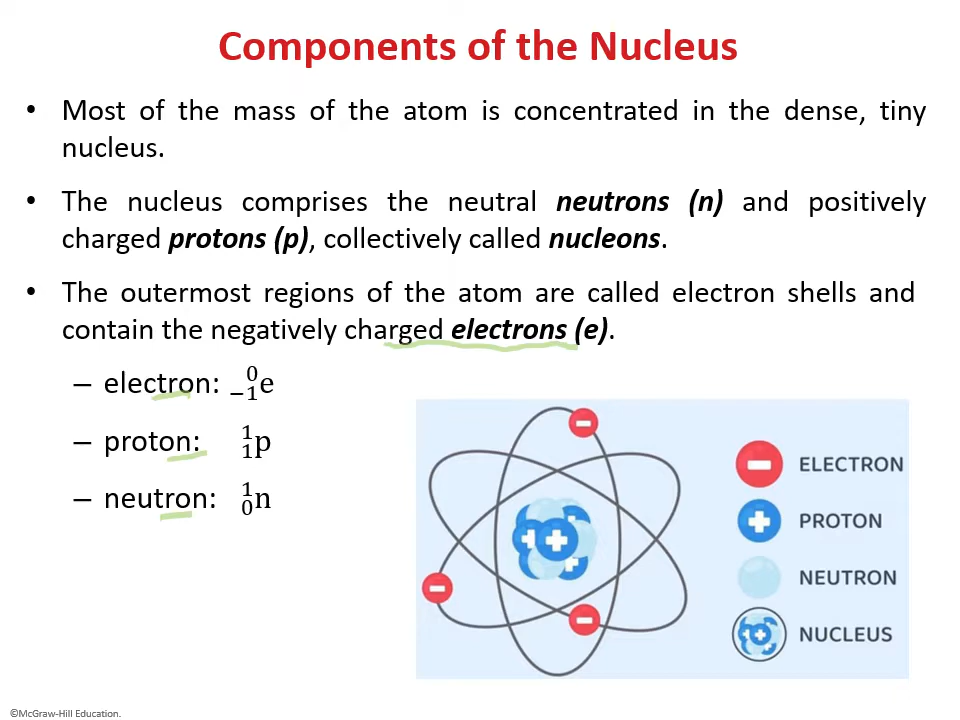 Components of the Nucleus
• Most of the mass of the atom is concentrated in the dense, tiny
nucleus.
• The nucleus comprises the neutral neutrons (n) and positively
charged protons (p), collectively called nucleons.
• The outermost regions of the atom are called electron shells and
contain the negatively charged electrons (e).
– electron: ⁰₋₁e
– proton: ¹₁p
– neutron: ¹₀n
ELECTRON
PROTON
NEUTRON
NUCLEUS
©McGraw-Hill Education.